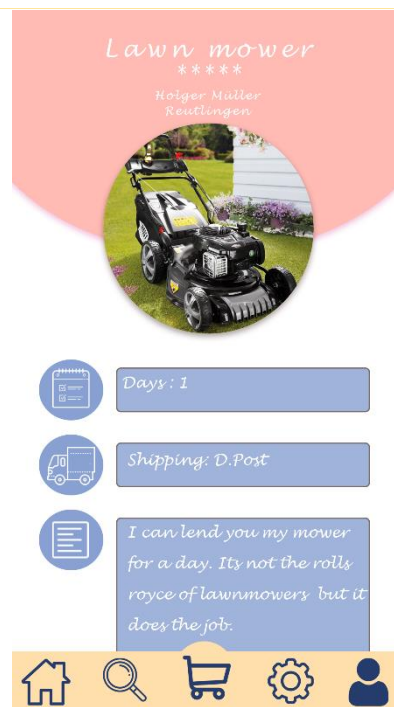 Lawn mower
*****
Holger Müller
Reutlingen
Days : 1
Shipping: D.Post
I can lend you my mower
for a day. Its not the rolls
royce of lawnmowers but it
does the job.